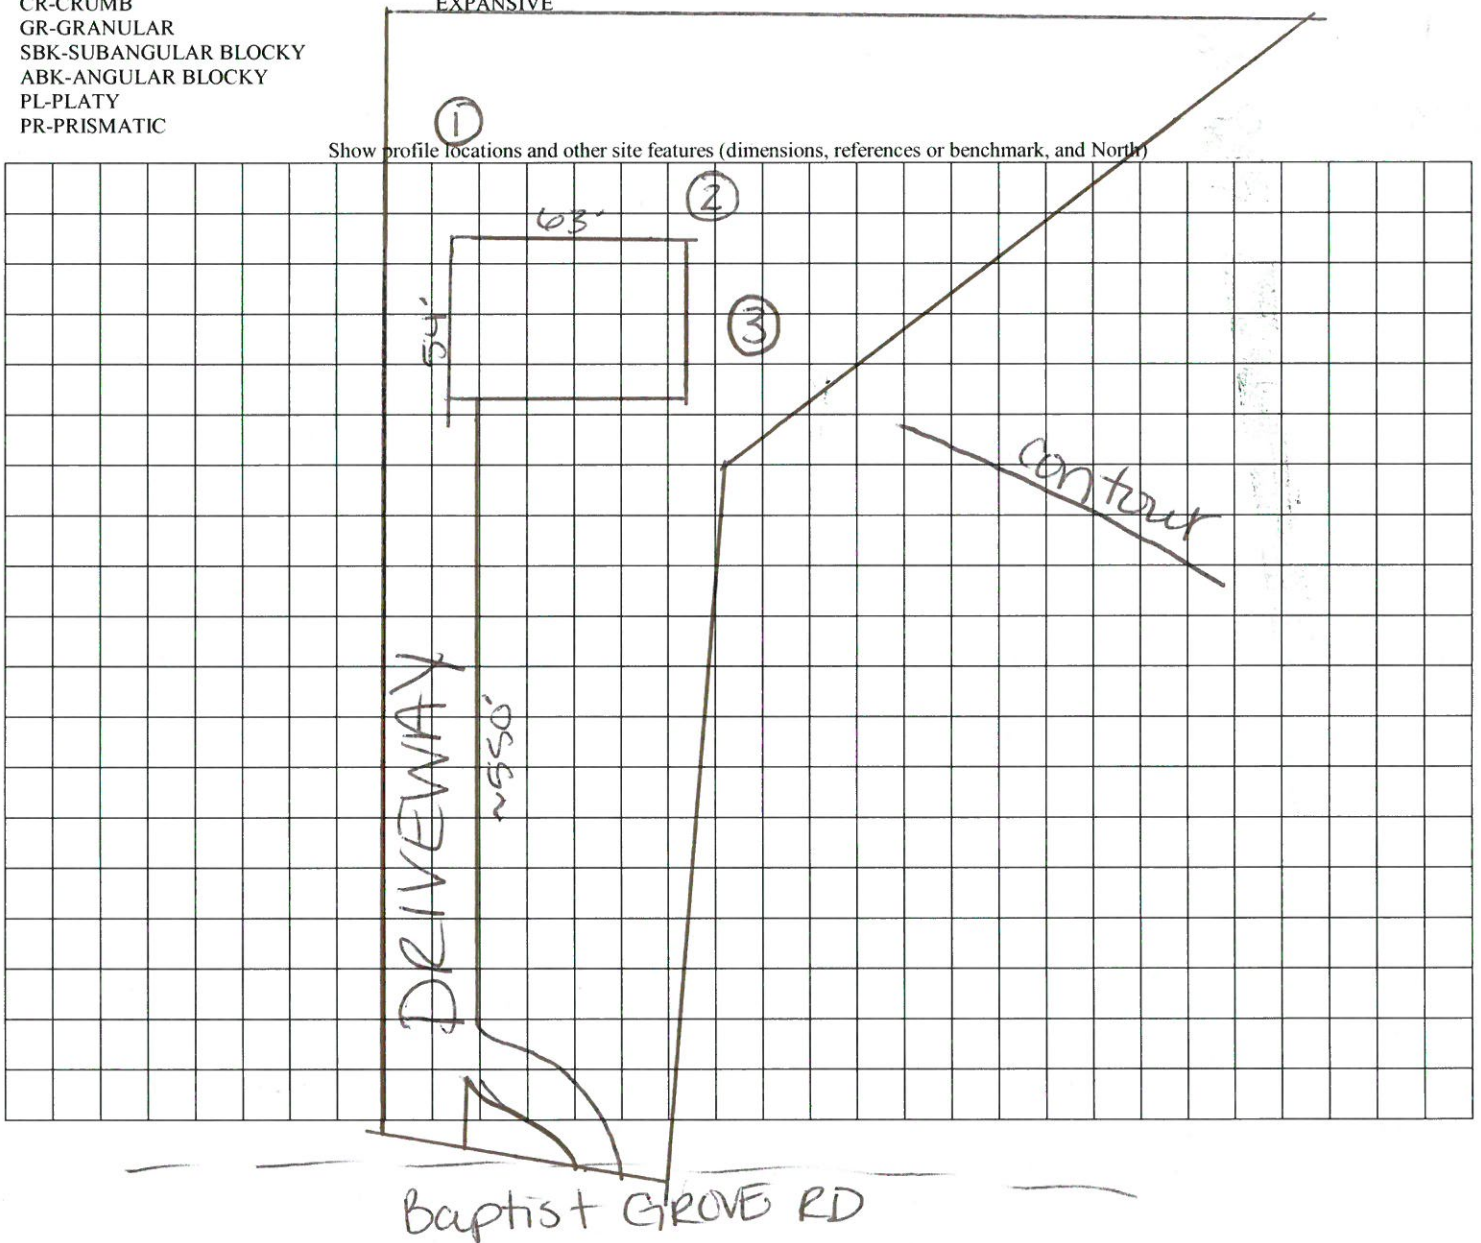 CR-CRUMB
EXPANSIVE
GR-GRANULAR
SBK-SUBANGULAR BLOCKY
ABK-ANGULAR BLOCKY
PL-PLATY
PR-PRISMATIC
1
Show profile locations and other site features (dimensions, references or benchmark, and North)
2
63'
54'
3
contour
DRIVEWAY
~550'
Baptist GROVE RD